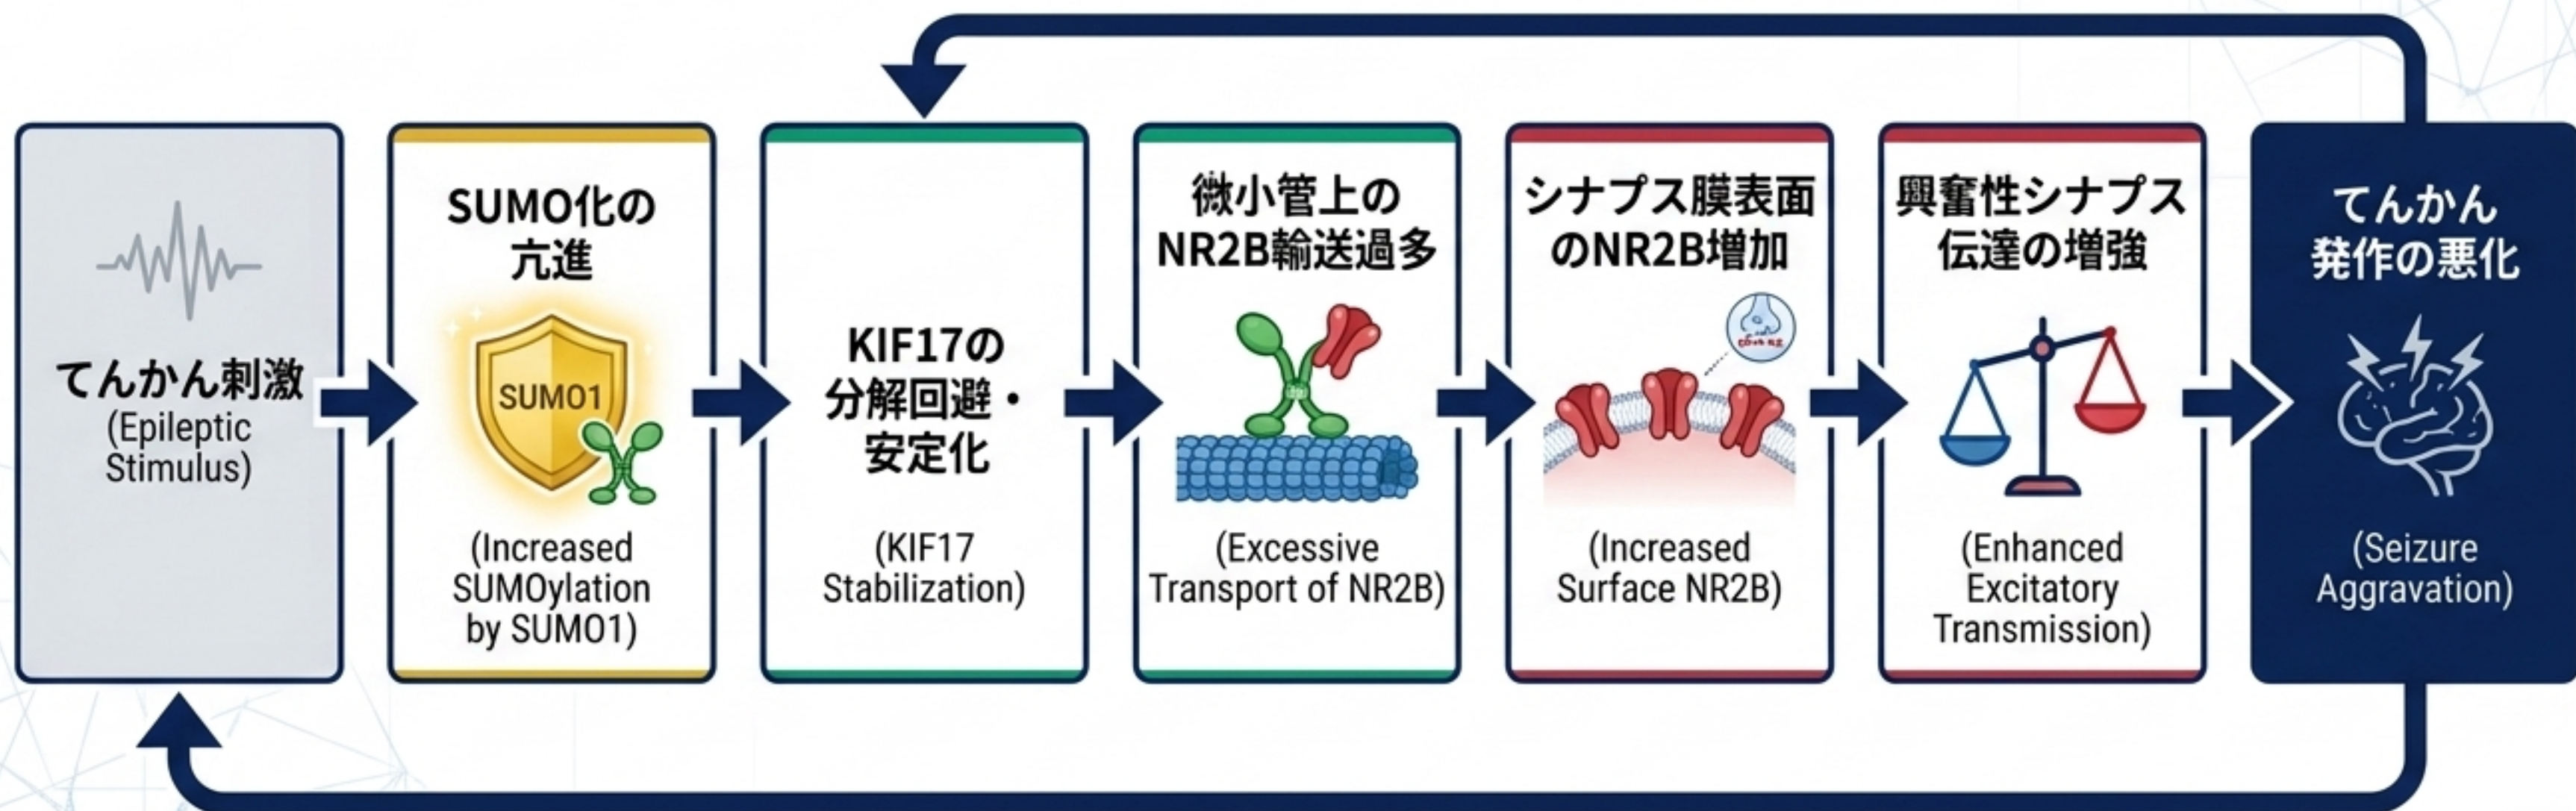 てんかん刺激
(Epileptic
Stimulus)
SUMO化の
亢進
SUMO1
(Increased
SUMOylation
by SUMO1)
KIF17の
分解回避・
安定化
(KIF17
Stabilization)
微小管上の
NR2B輸送過多
(Excessive
Transport of NR2B)
シナプス膜表面
のNR2B増加
(Increased
Surface NR2B)
興奮性シナプス
伝達の増強
(Enhanced
Excitatory
Transmission)
てんかん
発作の悪化
(Seizure
Aggravation)